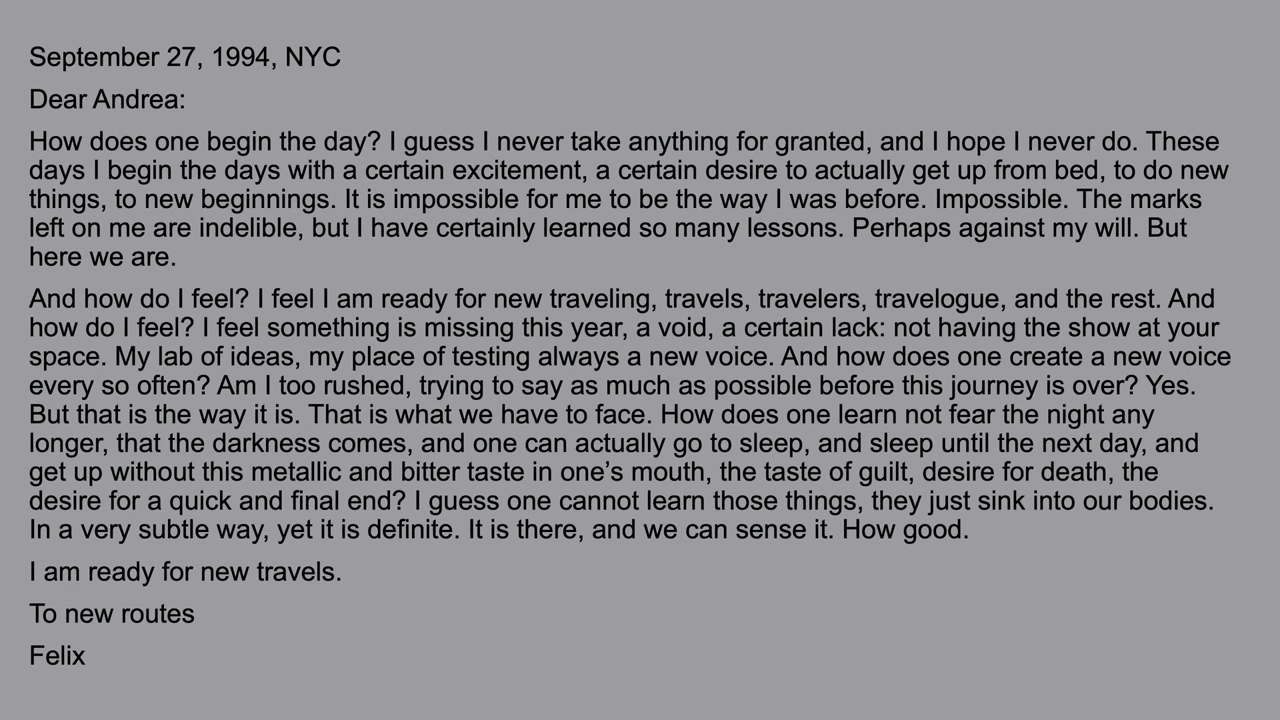 September 27, 1994, NYC
Dear Andrea:
How does one begin the day? I guess I never take anything for granted, and I hope I never do. These
days I begin the days with a certain excitement, a certain desire to actually get up from bed, to do new
things, to new beginnings. It is impossible for me to be the way I was before. Impossible. The marks
left on me are indelible, but I have certainly learned so many lessons. Perhaps against my will. But
here we are.
And how do I feel? I feel I am ready for new traveling, travels, travelers, travelogue, and the rest. And
how do I feel? I feel something is missing this year, a void, a certain lack: not having the show at your
space. My lab of ideas, my place of testing always a new voice. And how does one create a new voice
every so often? Am I too rushed, trying to say as much as possible before this journey is over? Yes.
But that is the way it is. That is what we have to face. How does one learn not fear the night any
longer, that the darkness comes, and one can actually go to sleep, and sleep until the next day, and
get up without this metallic and bitter taste in one’s mouth, the taste of guilt, desire for death, the
desire for a quick and final end? I guess one cannot learn those things, they just sink into our bodies.
In a very subtle way, yet it is definite. It is there, and we can sense it. How good.
I am ready for new travels.
To new routes
Felix